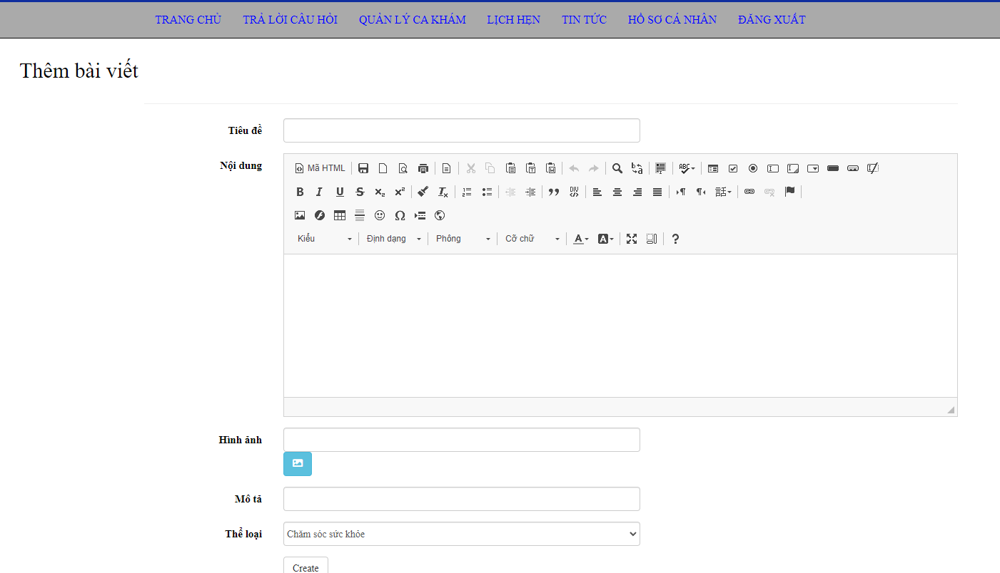 TRANG CHỦ TRẢ LỜI CÂU HỎI QUẢN LÝ CA KHÁM LỊCH HẸN TIN TỨC HỒ SƠ CÁ NHÂN ĐĂNG XUẤT
Thêm bài viết
Tiêu đề
Nội dung
Mã HTML
Kiểu Định dạng Phông Cỡ chữ
Hình ảnh
Mô tã
Thể loại Chăm sóc sức khỏe
Create